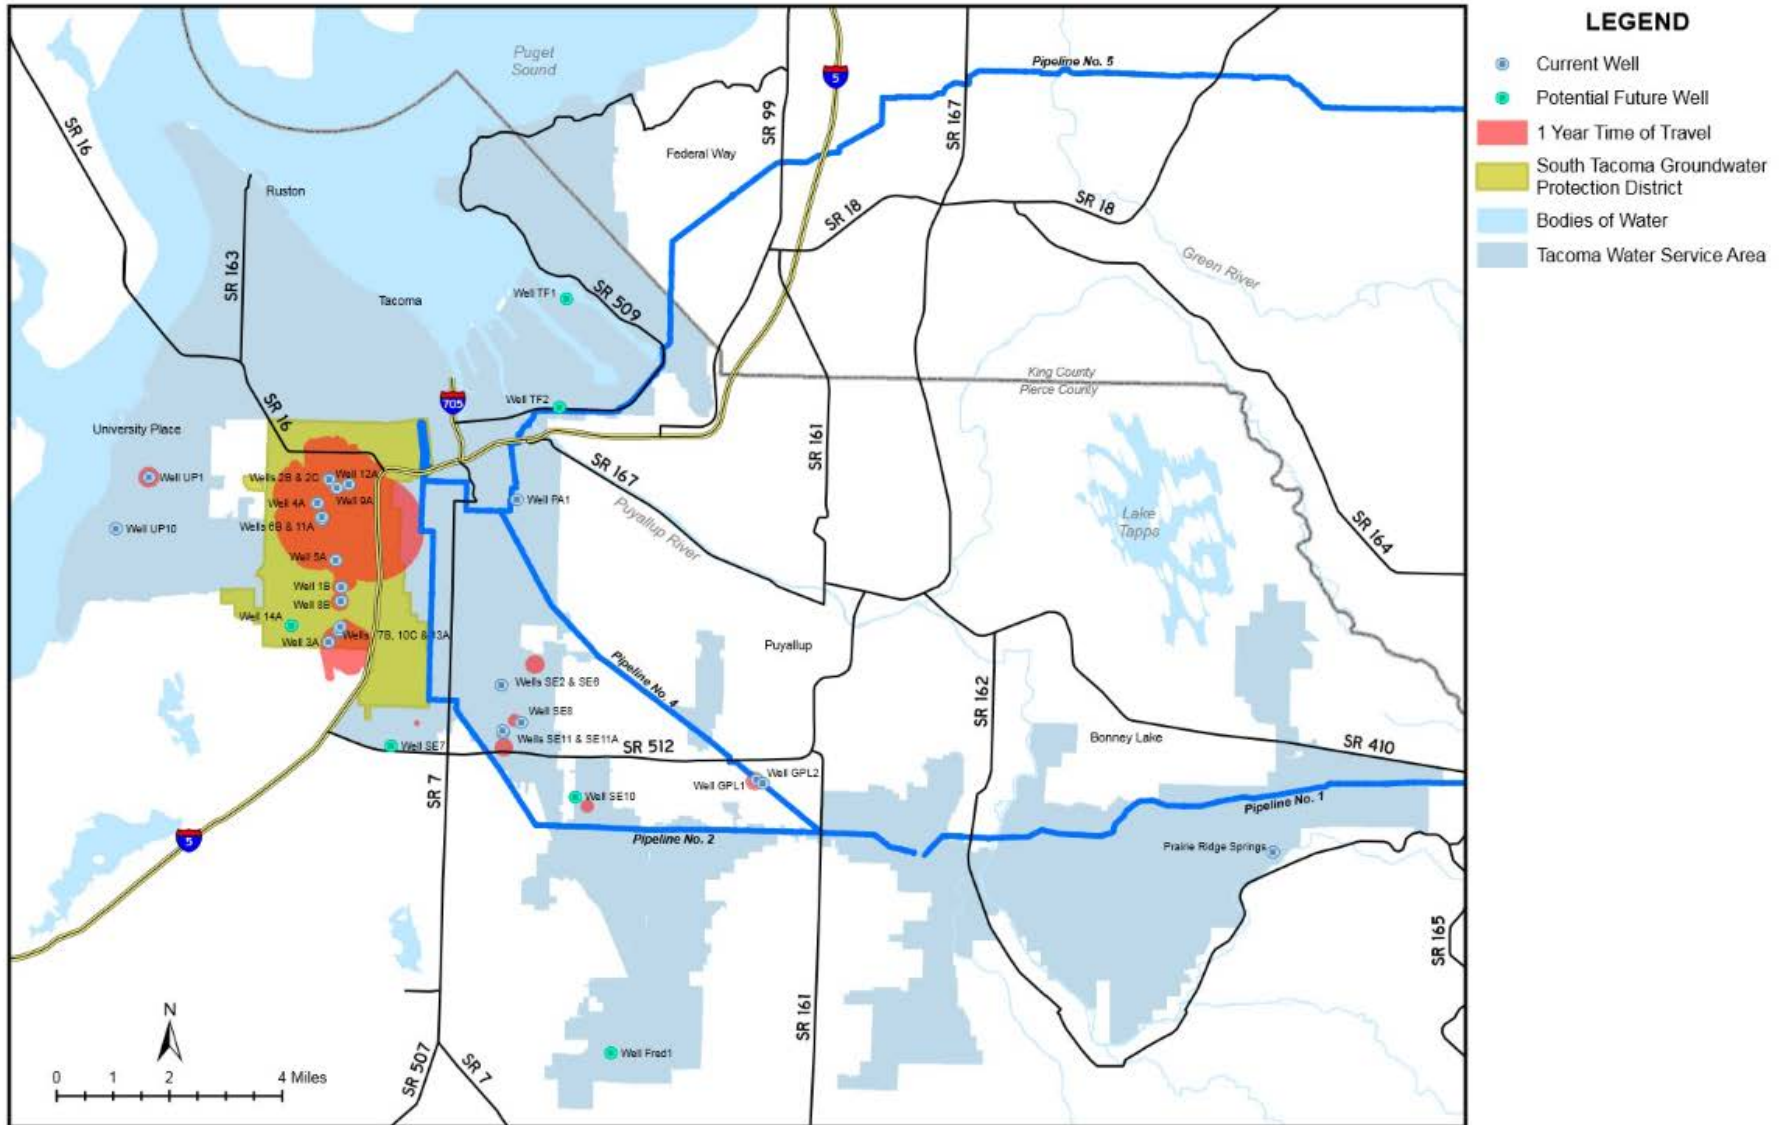 LEGEND
Current Well
Potential Future Well
1 Year Time of Travel
South Tacoma Groundwater
Protection District
Bodies of Water
Tacoma Water Service Area
Puget
Sound
Pipeline No. 5
5
SR 99
SR 167
SR 16
Federal Way
Ruston
SR 18
SR 18
SR 163
Green River
Tacoma
Well TF1
SR 509
King County
Pierce County
705
Well TF2
SR 16
University Place
SR 161
SR 167
Well UP1
Wells 2B & 2C
Well 12A
Well 4A
Well 9A
Well PA1
Puyallup River
Lake
Tapps
Well UP10
Wells 6B & 11A
SR 164
Well 5A
Well 1B
Well 8B
Well 14A
Wells 7B, 10C & 13A
Well 3A
Puyallup
Pipeline No. 4
Wells SE2 & SE6
SR 162
Well SE8
Wells SE11 & SE11A
Bonney Lake
SR 410
Well SE7
SR 512
Well GPL2
Well GPL1
SR 7
Well SE10
Pipeline No. 1
5
Pipeline No. 2
Prairie Ridge Springs
SR 165
N
SR 161
Well Fred1
SR 507
SR 7
0 1 2 4 Miles